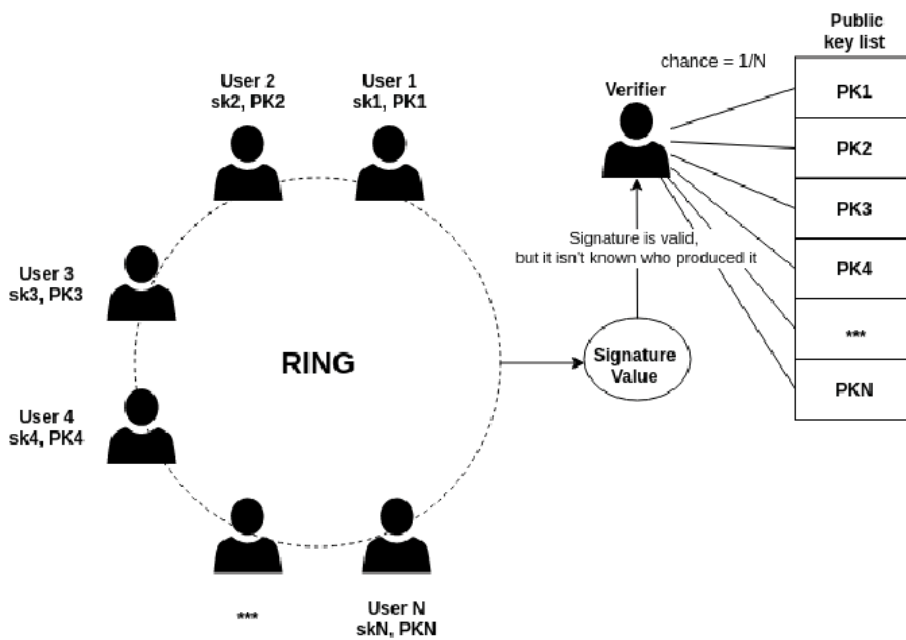 Public
key list
chance = 1/N
User 2
sk2, PK2
User 1
sk1, PK1
Verifier
PK1
PK2
PK3
PK4
***
PKN
Signature is valid,
but it isn't known who produced it
User 3
sk3, PK3
RING
Signature
Value
User 4
sk4, PK4
***
User N
skN, PKN